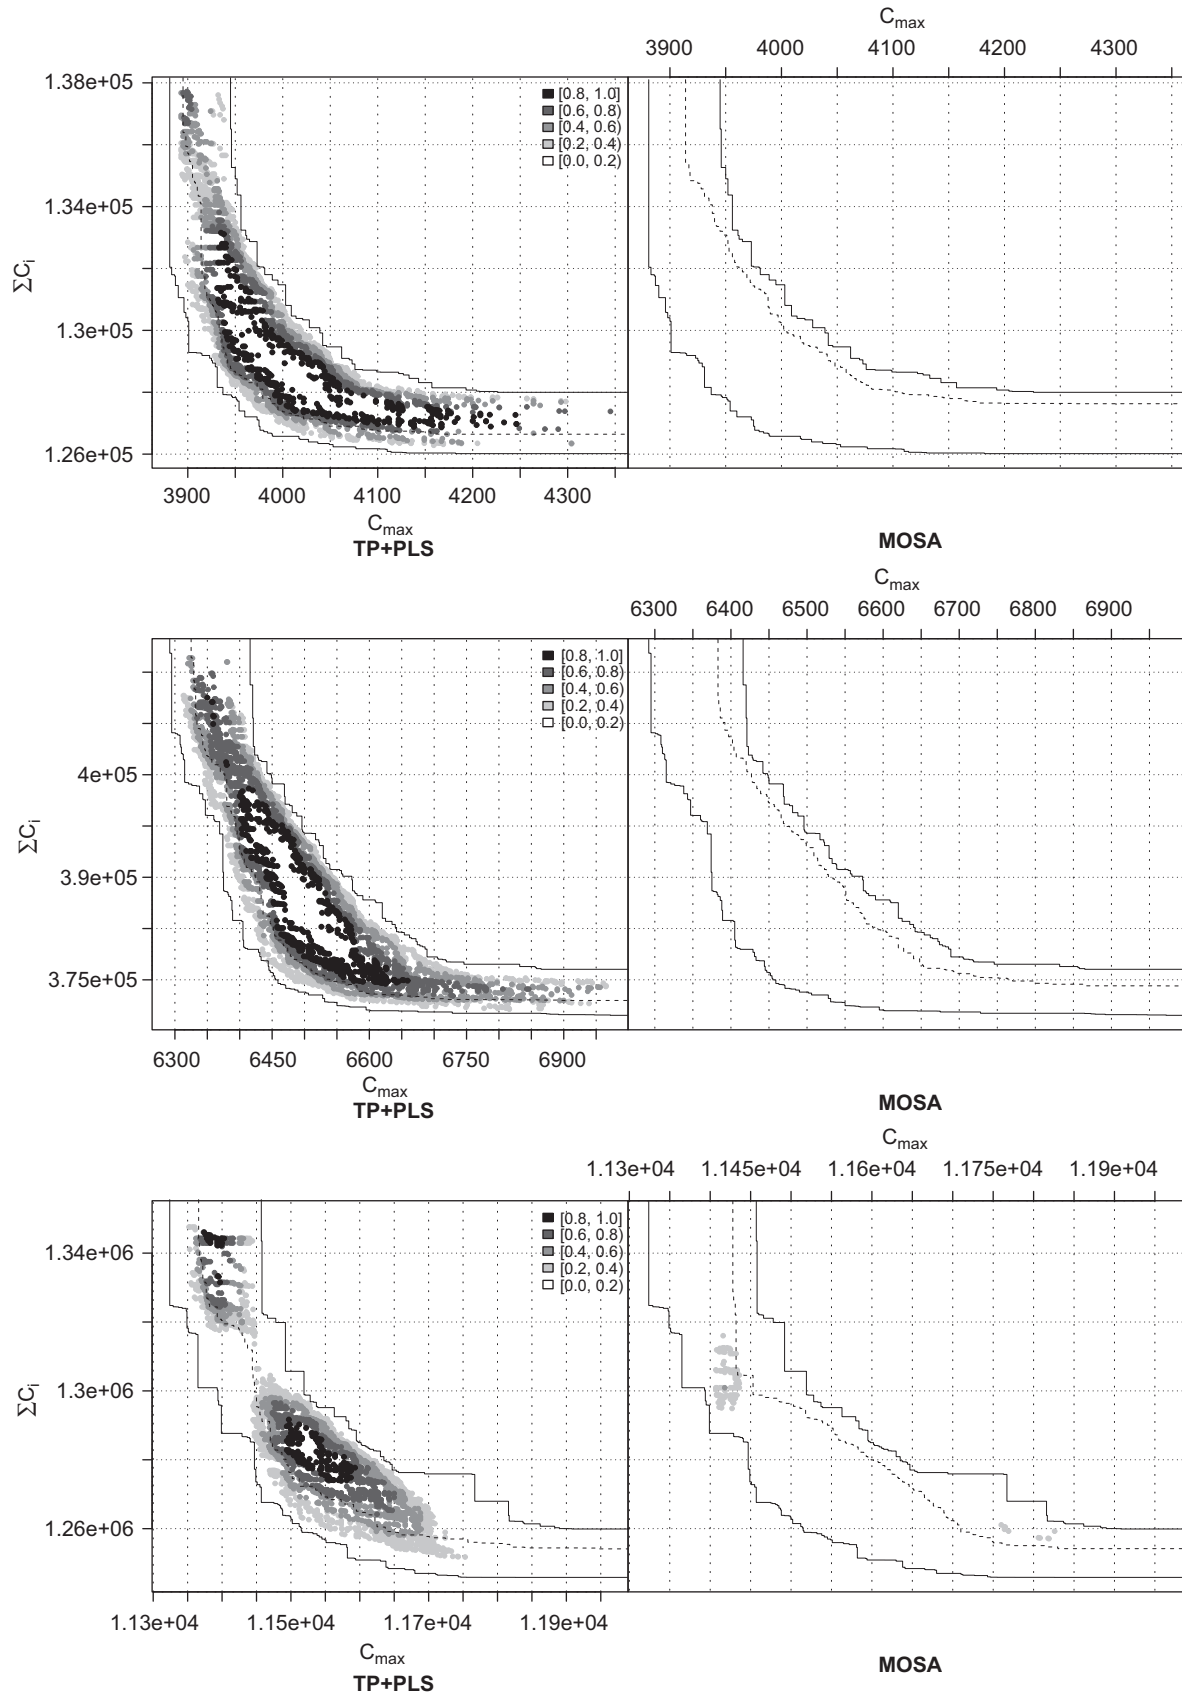 C_max
3900 4000 4100 4200 4300
1.38e+05
1.34e+05
1.3e+05
1.26e+05
ΣC_i
[0.8, 1.0]
[0.6, 0.8)
[0.4, 0.6)
[0.2, 0.4)
[0.0, 0.2)
3900 4000 4100 4200 4300
C_max
TP+PLS
MOSA
C_max
6300 6400 6500 6600 6700 6800 6900
4e+05
3.9e+05
3.75e+05
ΣC_i
[0.8, 1.0]
[0.6, 0.8)
[0.4, 0.6)
[0.2, 0.4)
[0.0, 0.2)
6300 6450 6600 6750 6900
C_max
TP+PLS
MOSA
C_max
1.13e+04 1.145e+04 1.16e+04 1.175e+04 1.19e+04
1.34e+06
1.3e+06
1.26e+06
ΣC_i
[0.8, 1.0]
[0.6, 0.8)
[0.4, 0.6)
[0.2, 0.4)
[0.0, 0.2)
1.13e+04 1.15e+04 1.17e+04 1.19e+04
C_max
TP+PLS
MOSA